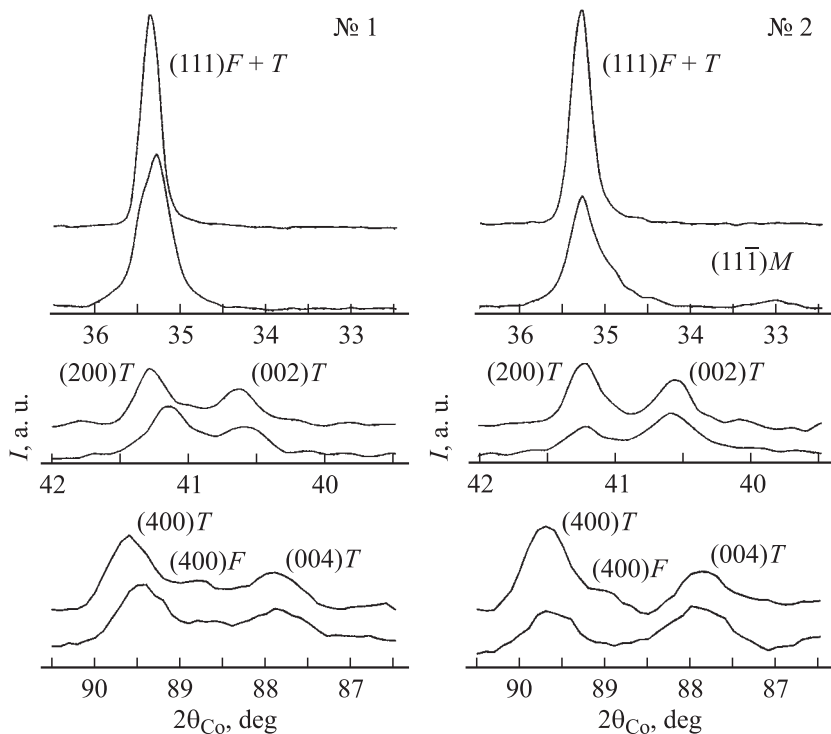 № 1
(111)F + T
36 35 34 33
(200)T (002)T
42 41 40
(400)T
(400)F
(004)T
90 89 88 87
2θCo, deg
I, a. u.
№ 2
(111)F + T
(111̅)M
36 35 34 33
(200)T (002)T
42 41 40
(400)T
(400)F
(004)T
90 89 88 87
2θCo, deg
I, a. u.